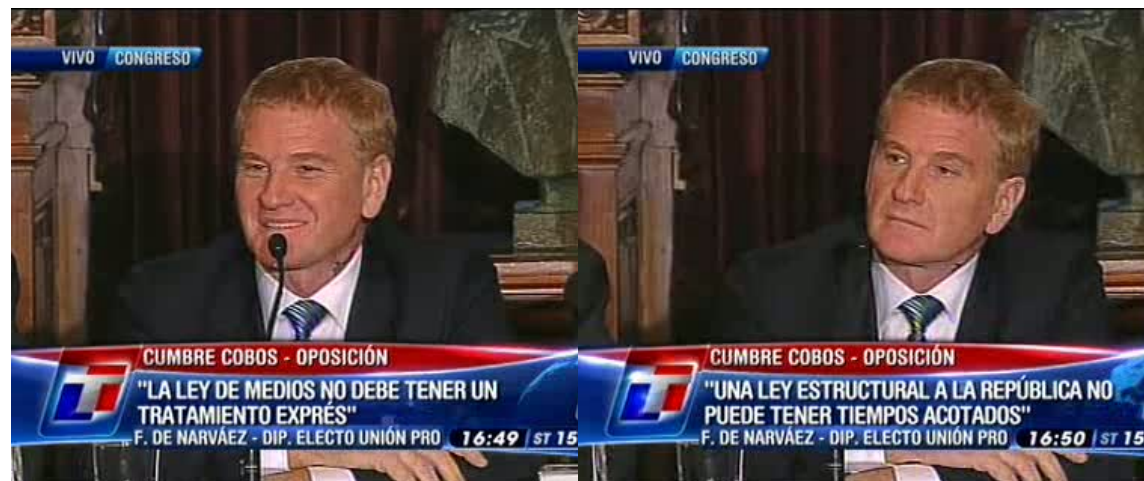 VIVO CONGRESO
CUMBRE COBOS - OPOSICIÓN
"LA LEY DE MEDIOS NO DEBE TENER UN
TRATAMIENTO EXPRÉS"
F. DE NARVÁEZ - DIP. ELECTO UNIÓN PRO 16:49 ST 15
VIVO CONGRESO
CUMBRE COBOS - OPOSICIÓN
"UNA LEY ESTRUCTURAL A LA REPÚBLICA NO
PUEDE TENER TIEMPOS ACOTADOS"
F. DE NARVÁEZ - DIP. ELECTO UNIÓN PRO 16:50 ST 15